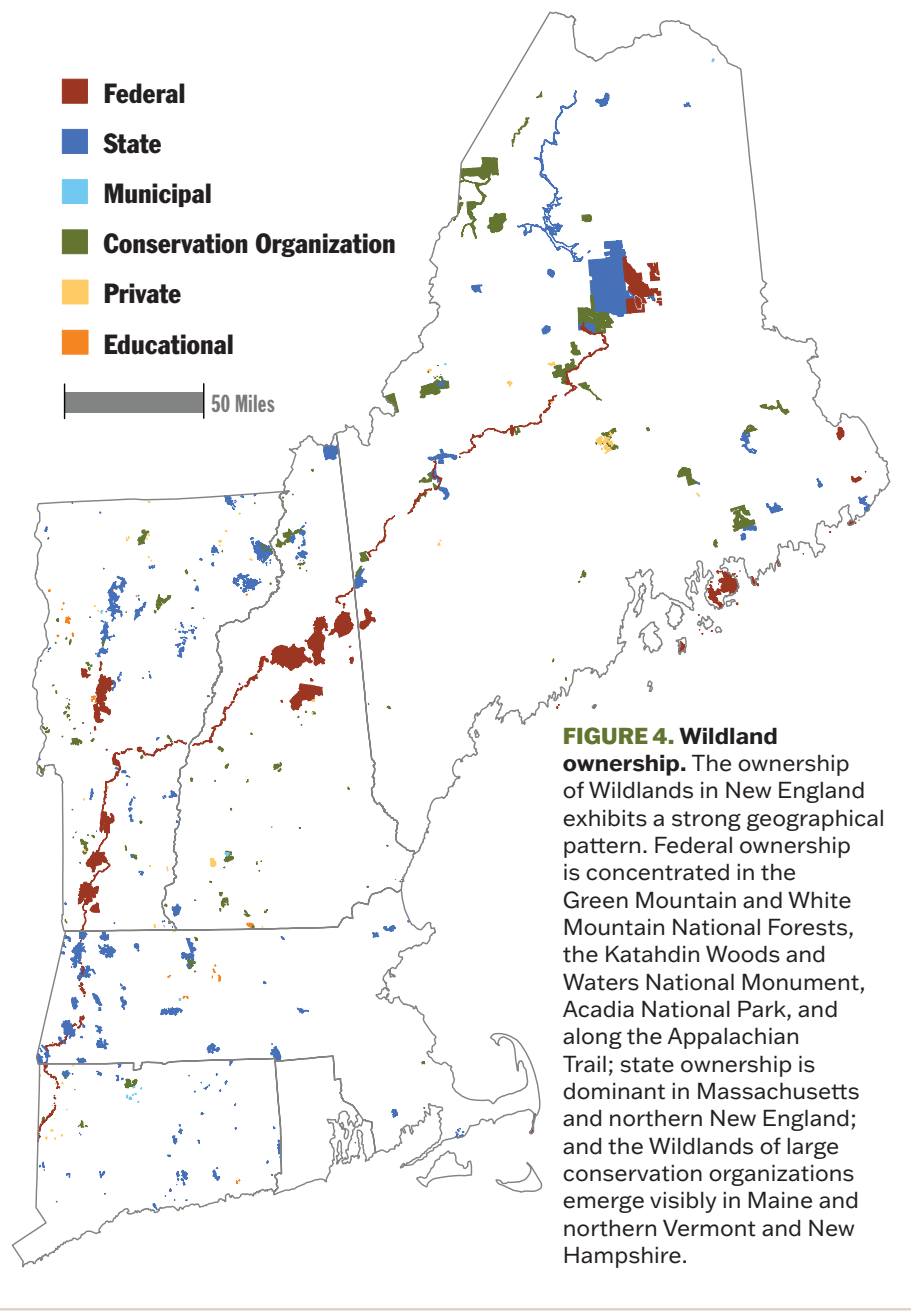 Federal
State
Municipal
Conservation Organization
Private
Educational
50 Miles
FIGURE 4. Wildland
ownership. The ownership
of Wildlands in New England
exhibits a strong geographical
pattern. Federal ownership
is concentrated in the
Green Mountain and White
Mountain National Forests,
the Katahdin Woods and
Waters National Monument,
Acadia National Park, and
along the Appalachian
Trail; state ownership is
dominant in Massachusetts
and northern New England;
and the Wildlands of large
conservation organizations
emerge visibly in Maine and
northern Vermont and New
Hampshire.